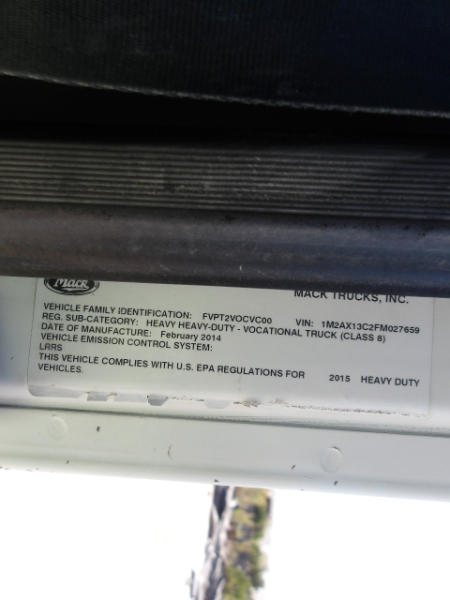 Mack
MACK TRUCKS, INC.
VEHICLE FAMILY IDENTIFICATION: FVPT2VOCVC00 VIN: 1M2AX13C2FM027659
REG. SUB-CATEGORY: HEAVY HEAVY-DUTY - VOCATIONAL TRUCK (CLASS 8)
DATE OF MANUFACTURE: February 2014
VEHICLE EMISSION CONTROL SYSTEM:
LRRS
THIS VEHICLE COMPLIES WITH U.S. EPA REGULATIONS FOR 2015 HEAVY DUTY
VEHICLES.